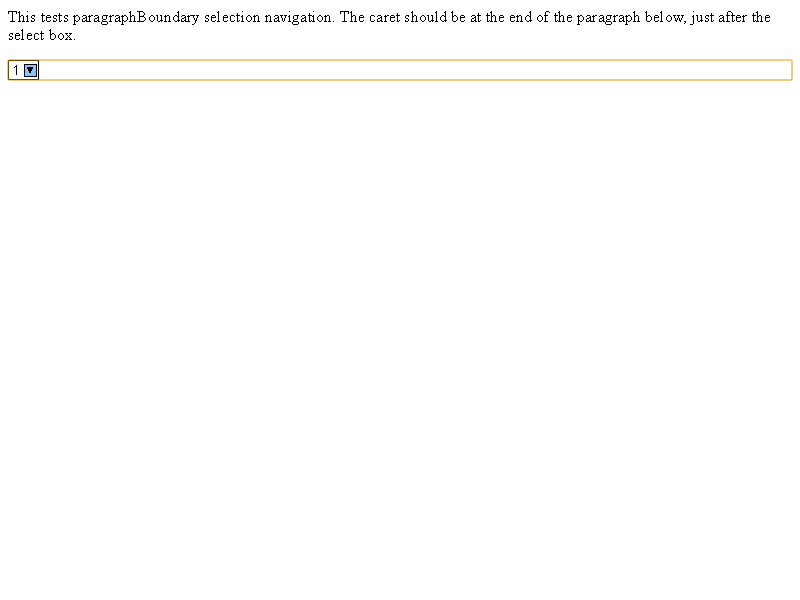 This tests paragraphBoundary selection navigation. The caret should be at the end of the paragraph below, just after the
select box.
1